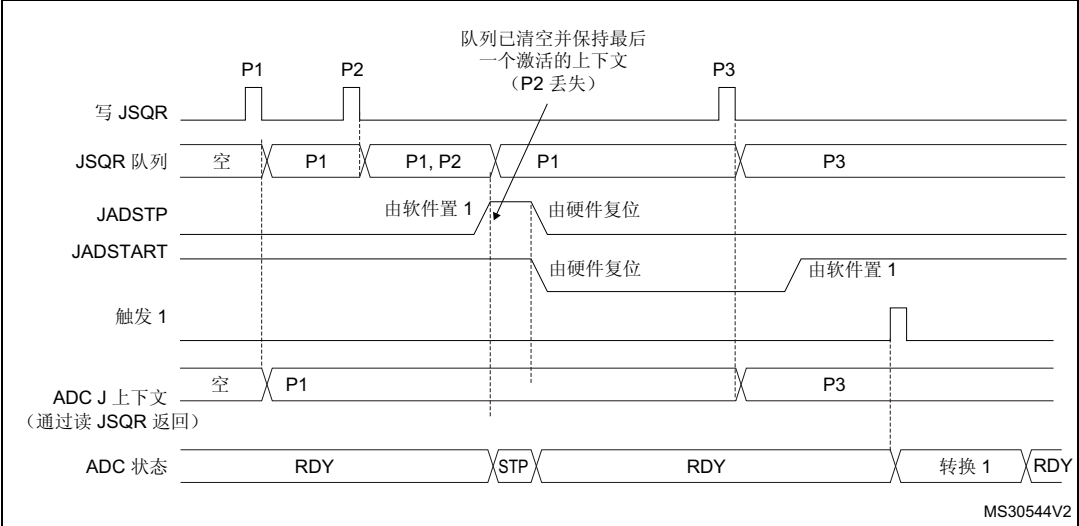 队列已清空并保持最后
一个激活的上下文
（P2 丢失）
P1
P2
P3
写 JSQR
JSQR 队列
空
P1
P1, P2
P1
P3
JADSTP
由软件置 1
由硬件复位
JADSTART
由硬件复位
由软件置 1
触发 1
ADC J 上下文
（通过读 JSQR 返回）
空
P1
P3
ADC 状态
RDY
STP
RDY
转换 1
RDY
MS30544V2